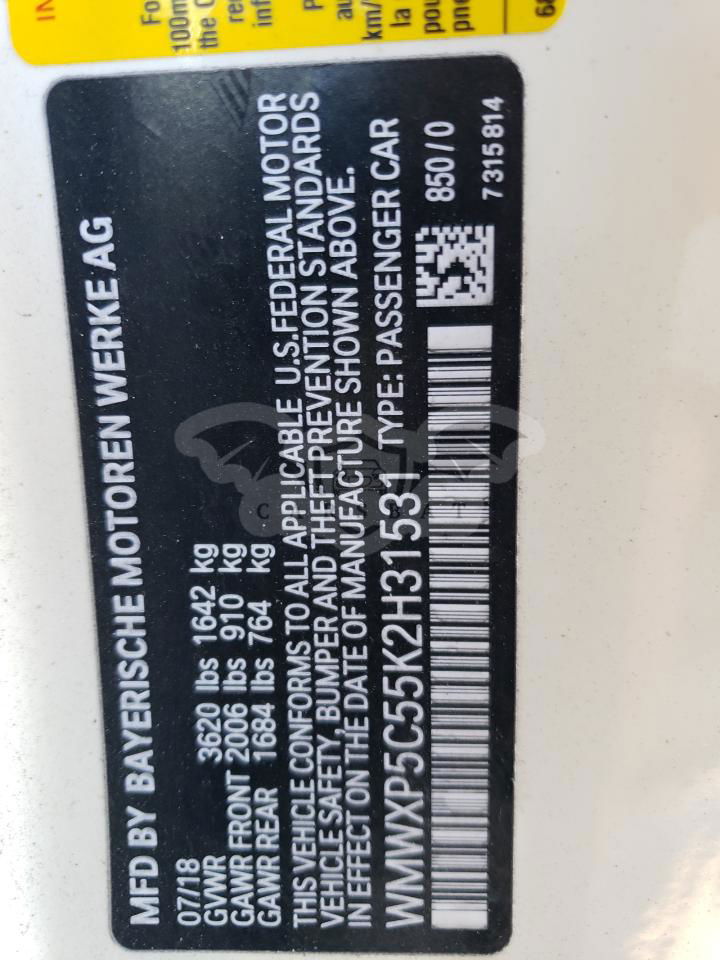 MFD BY BAYERISCHE MOTOREN WERKE AG
07/18
GVWR 3620 lbs 1642 kg
GAWR FRONT 2006 lbs 910 kg
GAWR REAR 1684 lbs 764 kg
THIS VEHICLE CONFORMS TO ALL APPLICABLE U.S.FEDERAL MOTOR
VEHICLE SAFETY, BUMPER AND THEFT PREVENTION STANDARDS
IN EFFECT ON THE DATE OF MANUFACTURE SHOWN ABOVE.
WMWXP5C55K2H31531 TYPE: PASSENGER CAR
850/0
7315814